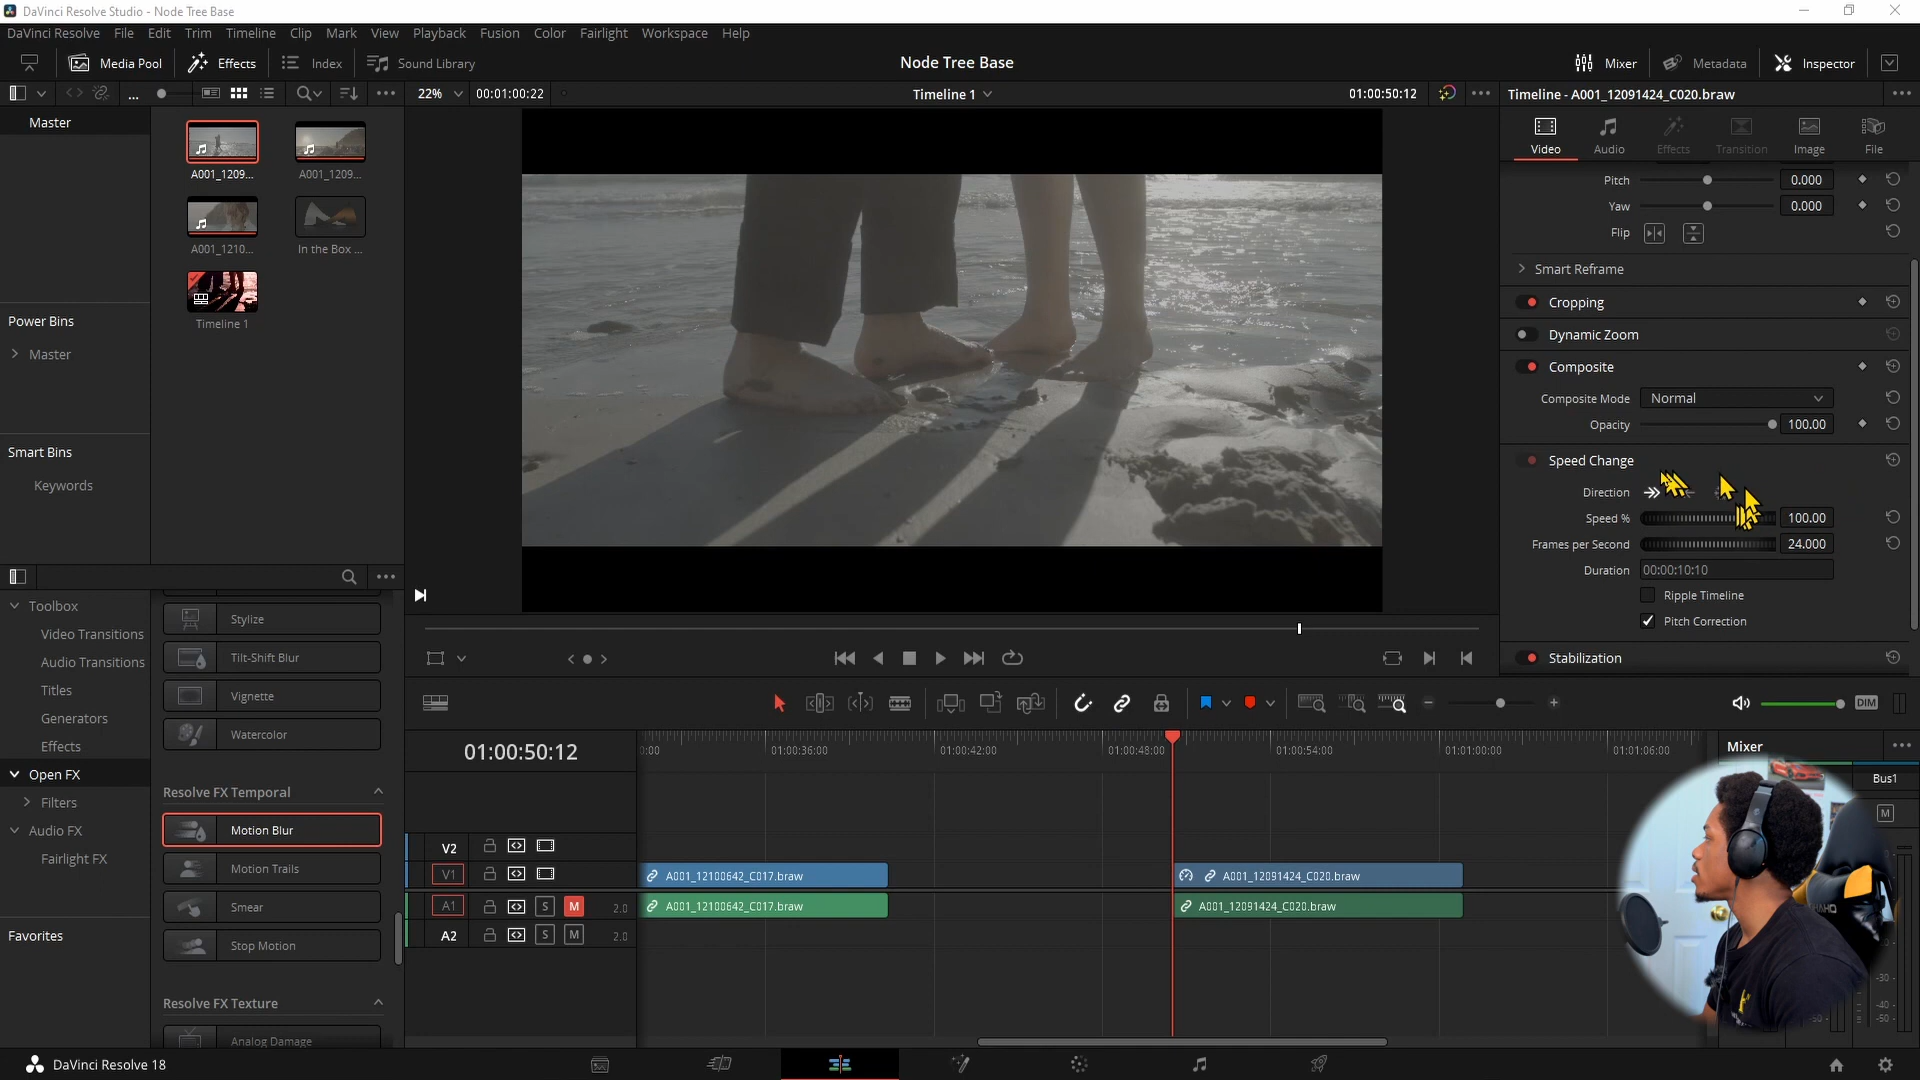 DaVinci Resolve Studio - Node Tree Base
DaVinci Resolve File Edit Trim Timeline Clip Mark View Playback Fusion Color Fairlight Workspace Help
Media Pool Effects Index Sound Library Node Tree Base Mixer Metadata Inspector
... 22% 00:01:00:22 Timeline 1 01:00:50:12 Timeline - A001_12091424_C020.braw
Master
A001_1209... A001_1209...
A001_1210... In the Box ...
Timeline 1
Power Bins
Master
Smart Bins
Keywords
Video Audio Effects Transition Image File
Pitch 0.000
Yaw 0.000
Flip
Smart Reframe
Cropping
Dynamic Zoom
Composite
Composite Mode Normal
Opacity 100.00
Speed Change
Direction
Speed % 100.00
Frames per Second 24.000
Duration 00:00:10:10
Ripple Timeline
Pitch Correction
Stabilization
Toolbox
Video Transitions
Audio Transitions
Titles
Generators
Effects
Open FX
Filters
Audio FX
Fairlight FX
Favorites
Stylize
Tilt-Shift Blur
Vignette
Watercolor
Resolve FX Temporal
Motion Blur
Motion Trails
Smear
Stop Motion
Resolve FX Texture
Analog Damage
DIM
01:00:50:12
0:00 01:00:36:00 01:00:42:00 01:00:48:00 01:00:54:00 01:01:00:00 01:01:06:00
V2
V1 A001_12100642_C017.braw A001_12091424_C020.braw
A1 S M 2.0 A001_12100642_C017.braw A001_12091424_C020.braw
A2 S M 2.0
Mixer
Bus1
M
-30
-40
-50
DaVinci Resolve 18